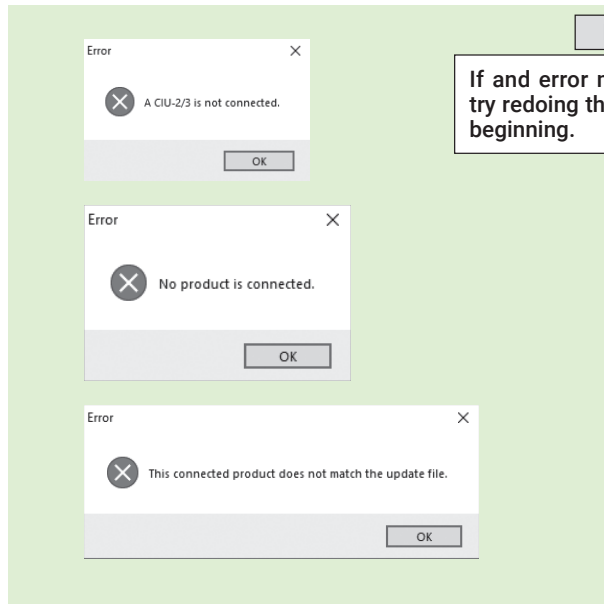 Error
A CIU-2/3 is not connected.
OK
If and error
try redoing
beginning.
Error
No product is connected.
OK
Error
This connected product does not match the update file.
OK